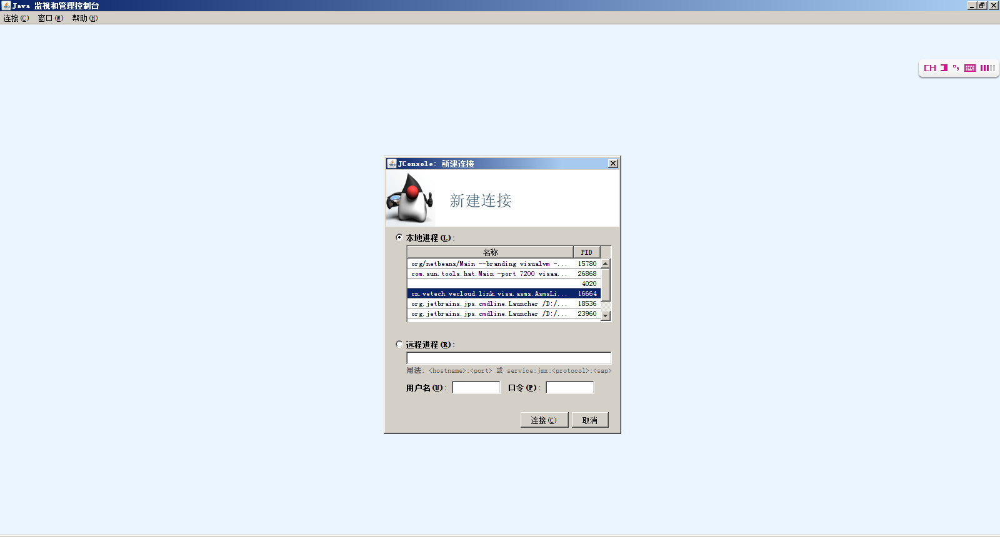 Java 监视和管理控制台
连接(C) 窗口(W) 帮助(H)
CH
JConsole: 新建连接
新建连接
本地进程(L):
名称 PID
org/netbeans/Main --branding visualvm -... 15780
com.sun.tools.hat.Main -port 7200 visaa... 26868
4020
cn.vetech.vecloud.link.visa.asms.AsmsLi... 16664
org.jetbrains.jps.cmdline.Launcher /D:/... 18536
org.jetbrains.jps.cmdline.Launcher /D:/... 23960
远程进程(R):
用法: <hostname>:<port> 或 service:jmx:<protocol>:<sap>
用户名(U): 口令(P):
连接(C) 取消